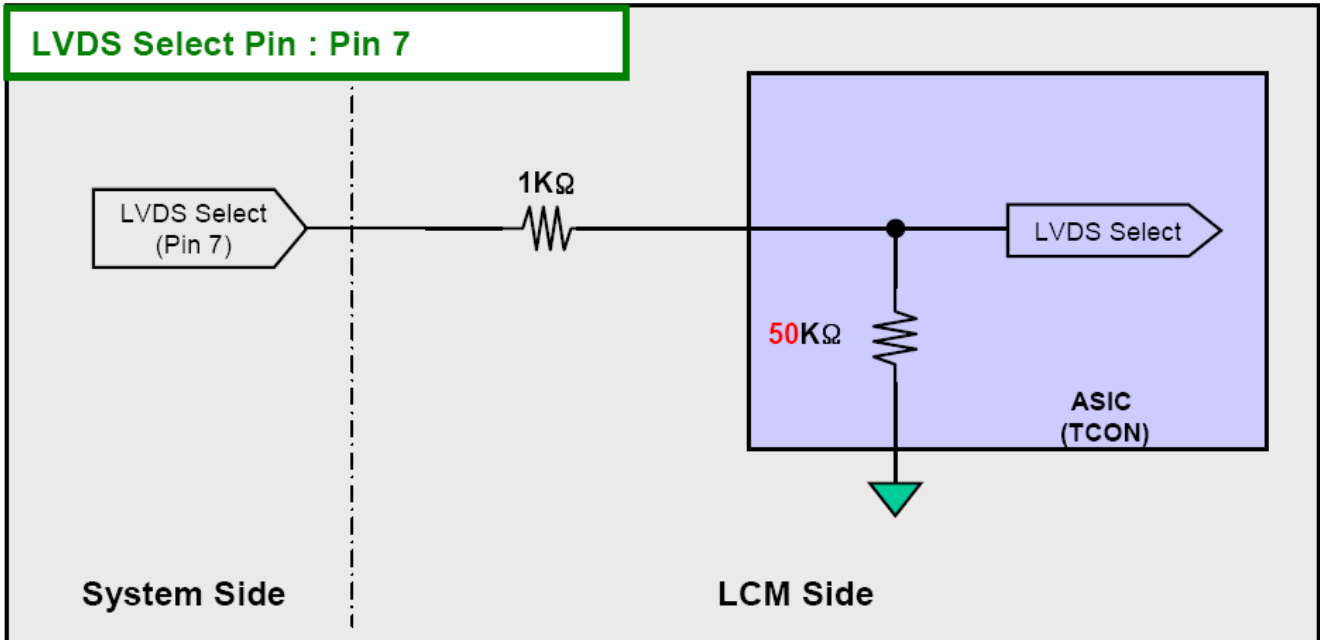 LVDS Select Pin : Pin 7
1KΩ
LVDS Select
(Pin 7)
LVDS Select
50KΩ
ASIC
(TCON)
System Side
LCM Side